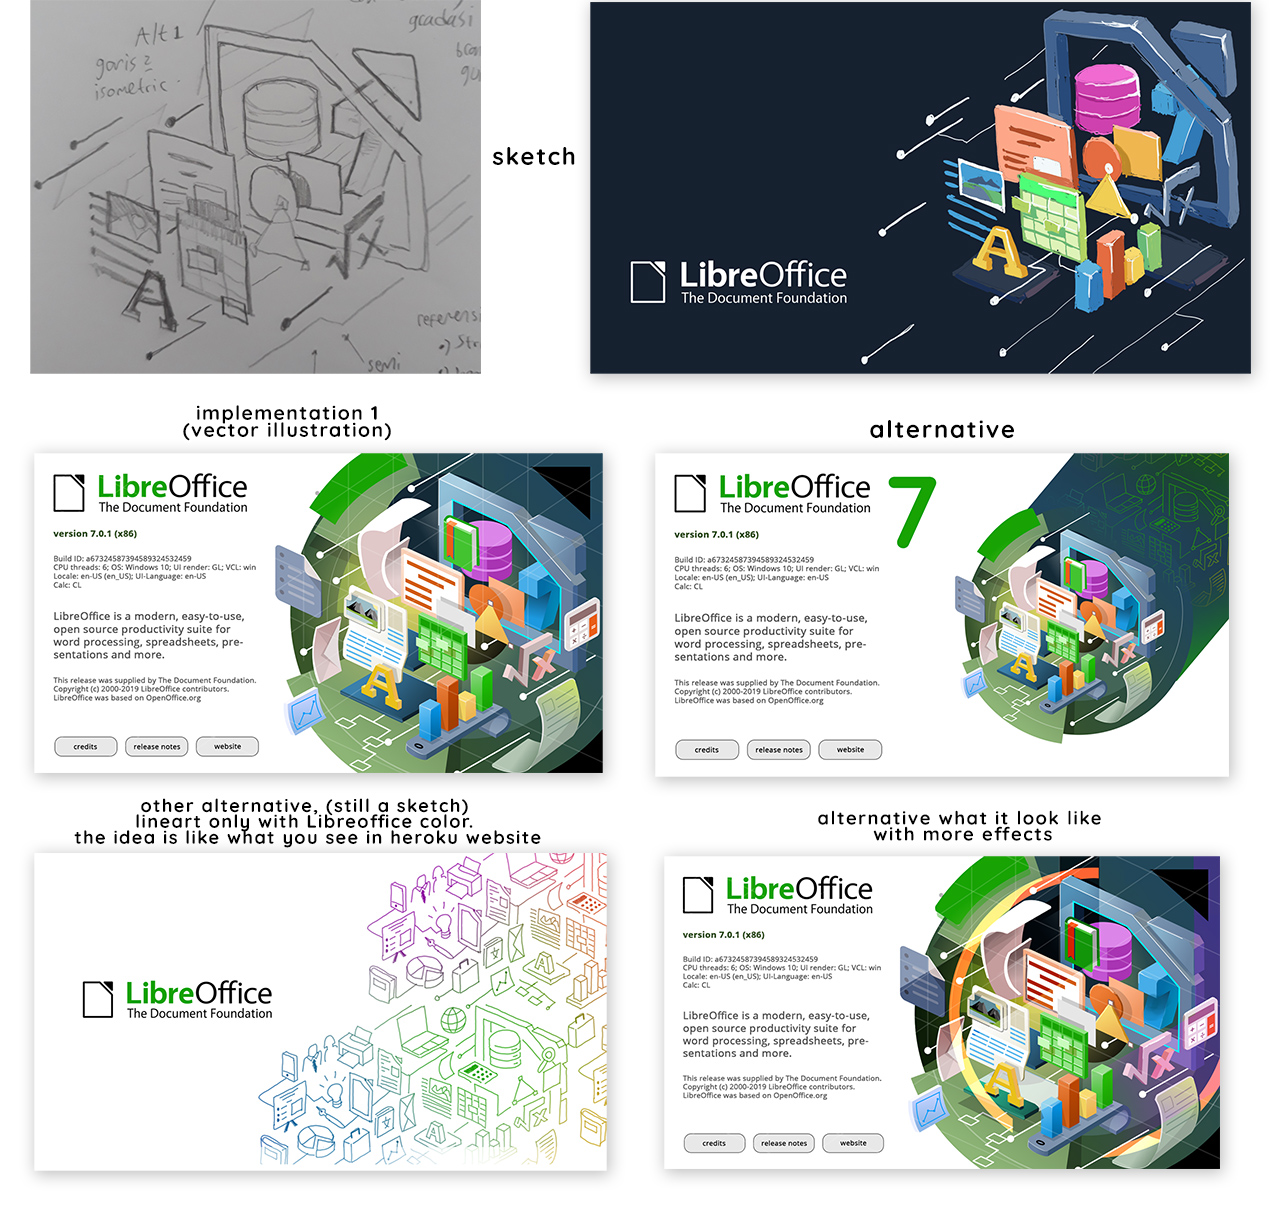 Alt 1
garis 2
isometric
sketch
LibreOffice
The Document Foundation
implementation 1
(vector illustration)
LibreOffice
The Document Foundation
version 7.0.1 (x86)
Build ID: a67324587394589324532459
CPU threads: 6; OS: Windows 10; UI render: GL; VCL: win
Locale: en-US (en_US); UI-Language: en-US
Calc: CL
LibreOffice is a modern, easy-to-use,
open source productivity suite for
word processing, spreadsheets, pre-
sentations and more.
This release was supplied by The Document Foundation.
Copyright (c) 2000-2019 LibreOffice contributors.
LibreOffice was based on OpenOffice.org
credits
release notes
website
A
alternative
LibreOffice
The Document Foundation
7
version 7.0.1 (x86)
Build ID: a67324587394589324532459
CPU threads: 6; OS: Windows 10; UI render: GL; VCL: win
Locale: en-US (en_US); UI-Language: en-US
Calc: CL
LibreOffice is a modern, easy-to-use,
open source productivity suite for
word processing, spreadsheets, pre-
sentations and more.
This release was supplied by The Document Foundation.
Copyright (c) 2000-2019 LibreOffice contributors.
LibreOffice was based on OpenOffice.org
credits
release notes
website
A
other alternative, (still a sketch)
lineart only with Libreoffice color.
the idea is like what you see in heroku website
LibreOffice
The Document Foundation
alternative what it look like
with more effects
LibreOffice
The Document Foundation
version 7.0.1 (x86)
Build ID: a67324587394589324532459
CPU threads: 6; OS: Windows 10; UI render: GL; VCL: win
Locale: en-US (en_US); UI-Language: en-US
Calc: CL
LibreOffice is a modern, easy-to-use,
open source productivity suite for
word processing, spreadsheets, pre-
sentations and more.
This release was supplied by The Document Foundation.
Copyright (c) 2000-2019 LibreOffice contributors.
LibreOffice was based on OpenOffice.org
credits
release notes
website
A